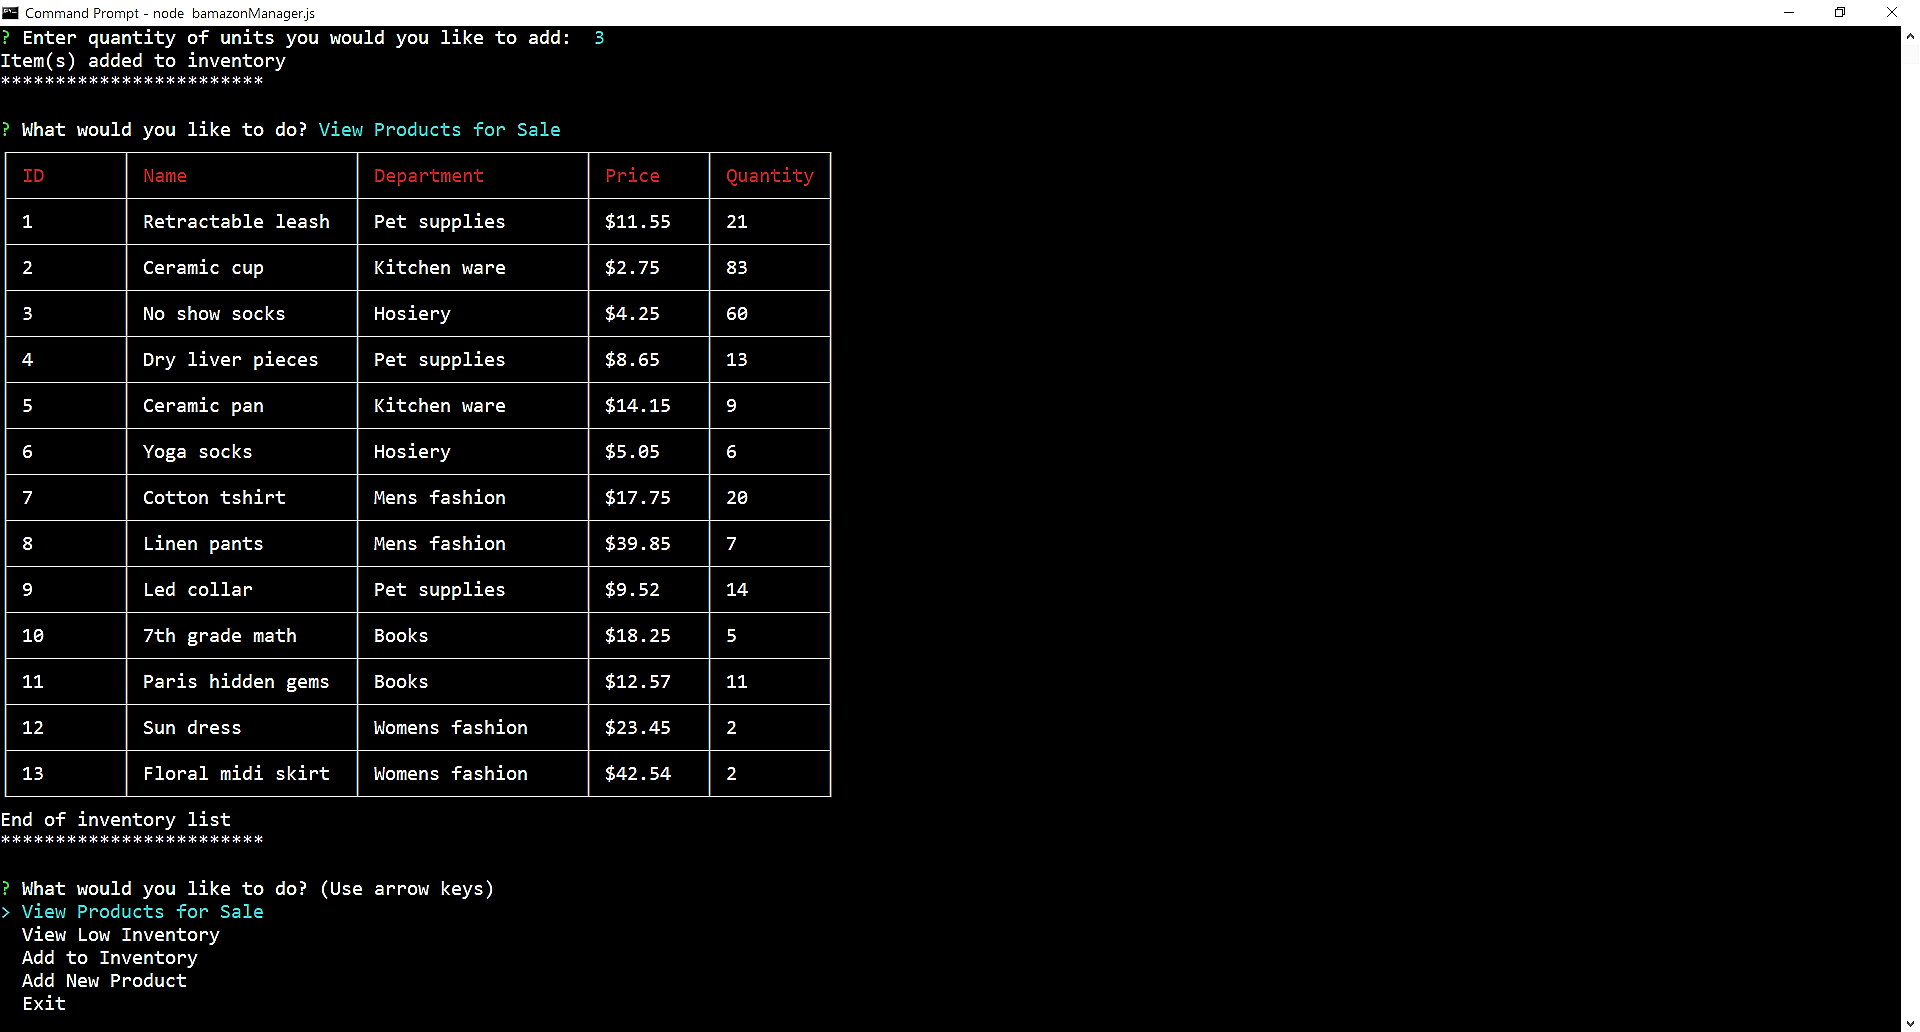 Command Prompt - node  bamazonManager.js
? Enter quantity of units you would you like to add:  3
Item(s) added to inventory
************************
? What would you like to do? View Products for Sale
ID Name Department Price Quantity
1 Retractable leash Pet supplies $11.55 21
2 Ceramic cup Kitchen ware $2.75 83
3 No show socks Hosiery $4.25 60
4 Dry liver pieces Pet supplies $8.65 13
5 Ceramic pan Kitchen ware $14.15 9
6 Yoga socks Hosiery $5.05 6
7 Cotton tshirt Mens fashion $17.75 20
8 Linen pants Mens fashion $39.85 7
9 Led collar Pet supplies $9.52 14
10 7th grade math Books $18.25 5
11 Paris hidden gems Books $12.57 11
12 Sun dress Womens fashion $23.45 2
13 Floral midi skirt Womens fashion $42.54 2
End of inventory list
************************
? What would you like to do? (Use arrow keys)
> View Products for Sale
View Low Inventory
Add to Inventory
Add New Product
Exit